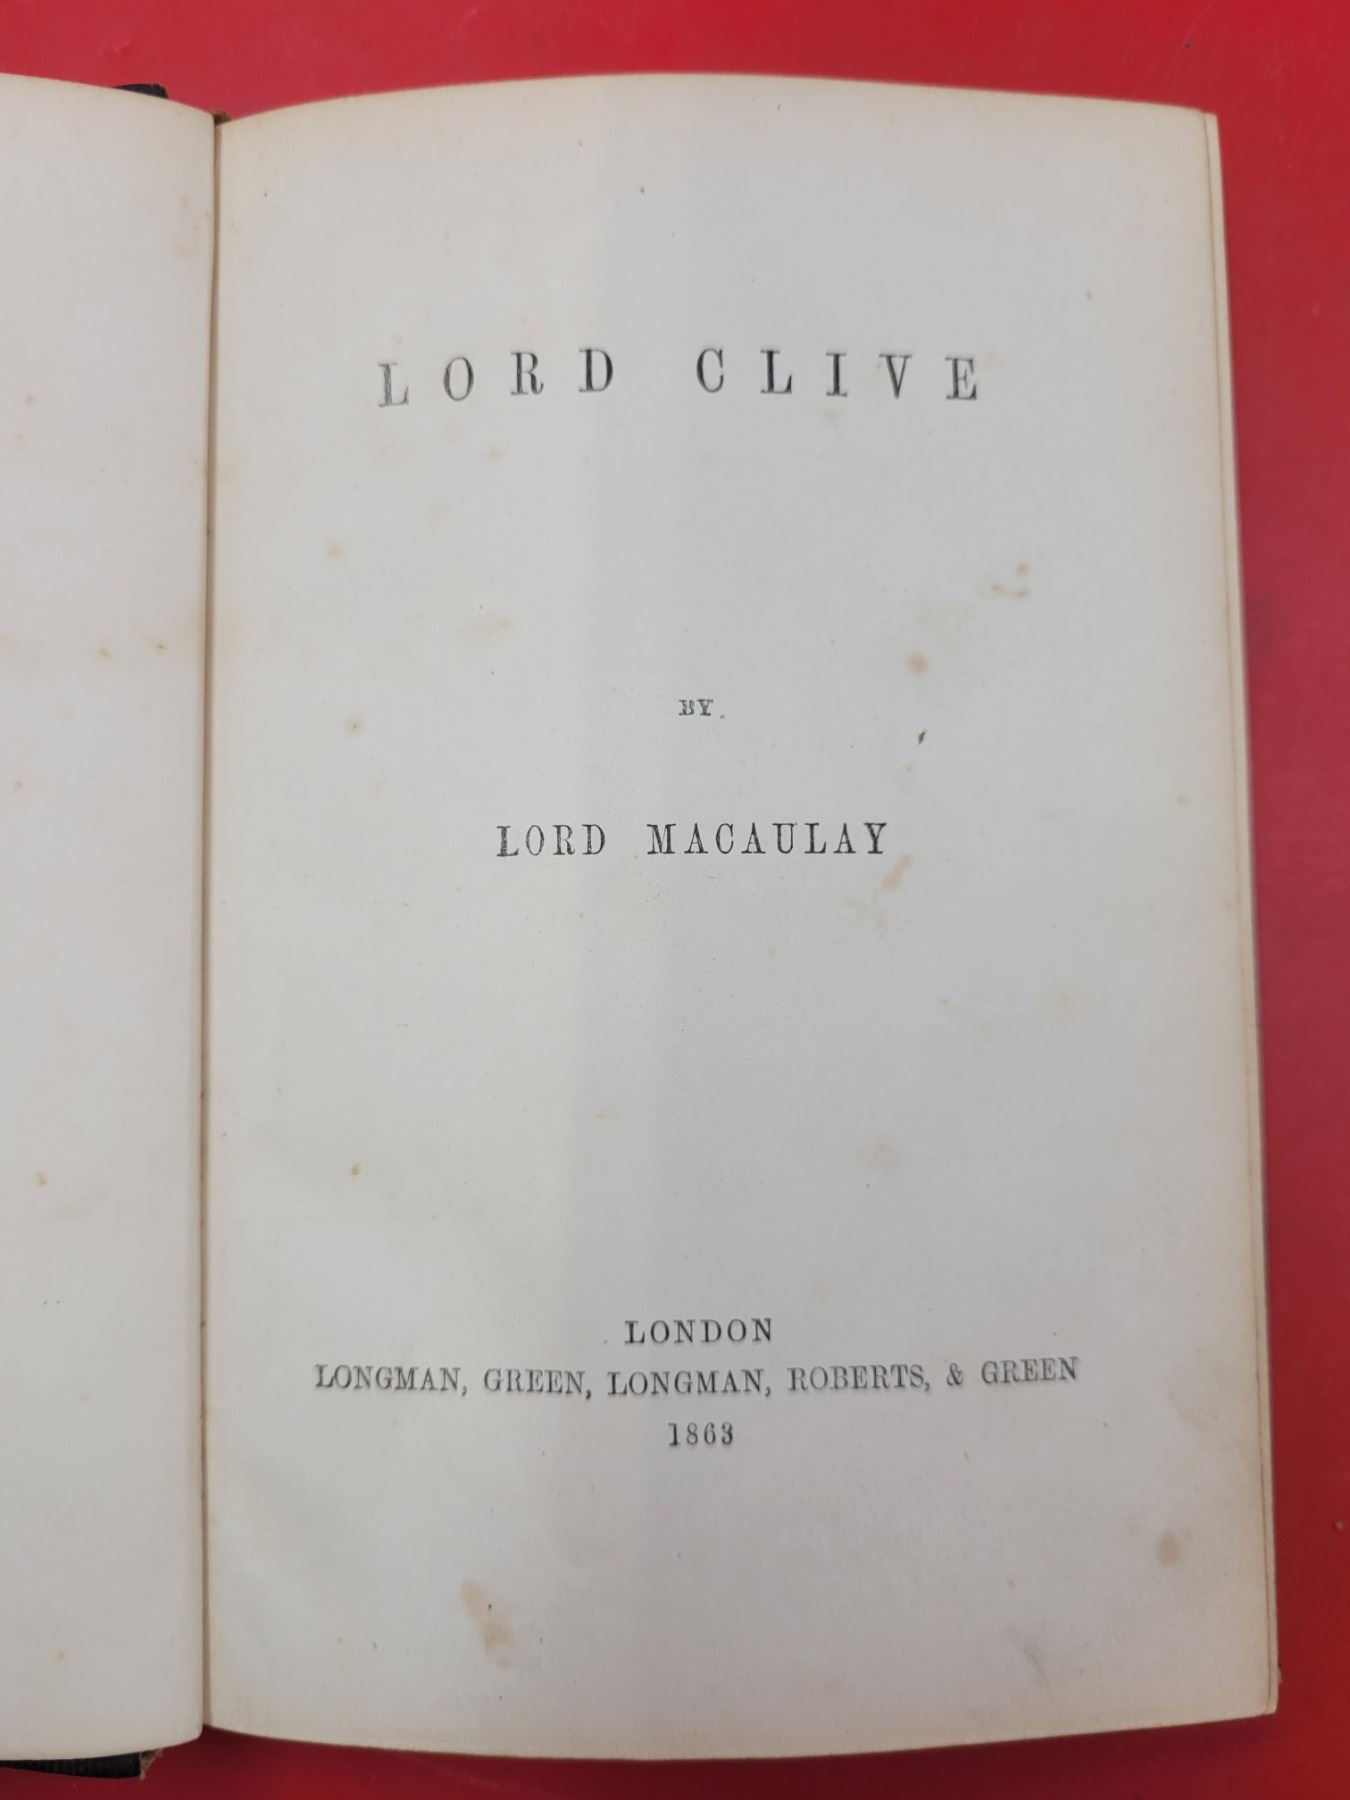 LORD CLIVE
BY
LORD MACAULAY
LONDON
LONGMAN, GREEN, LONGMAN, ROBERTS, & GREEN
1863